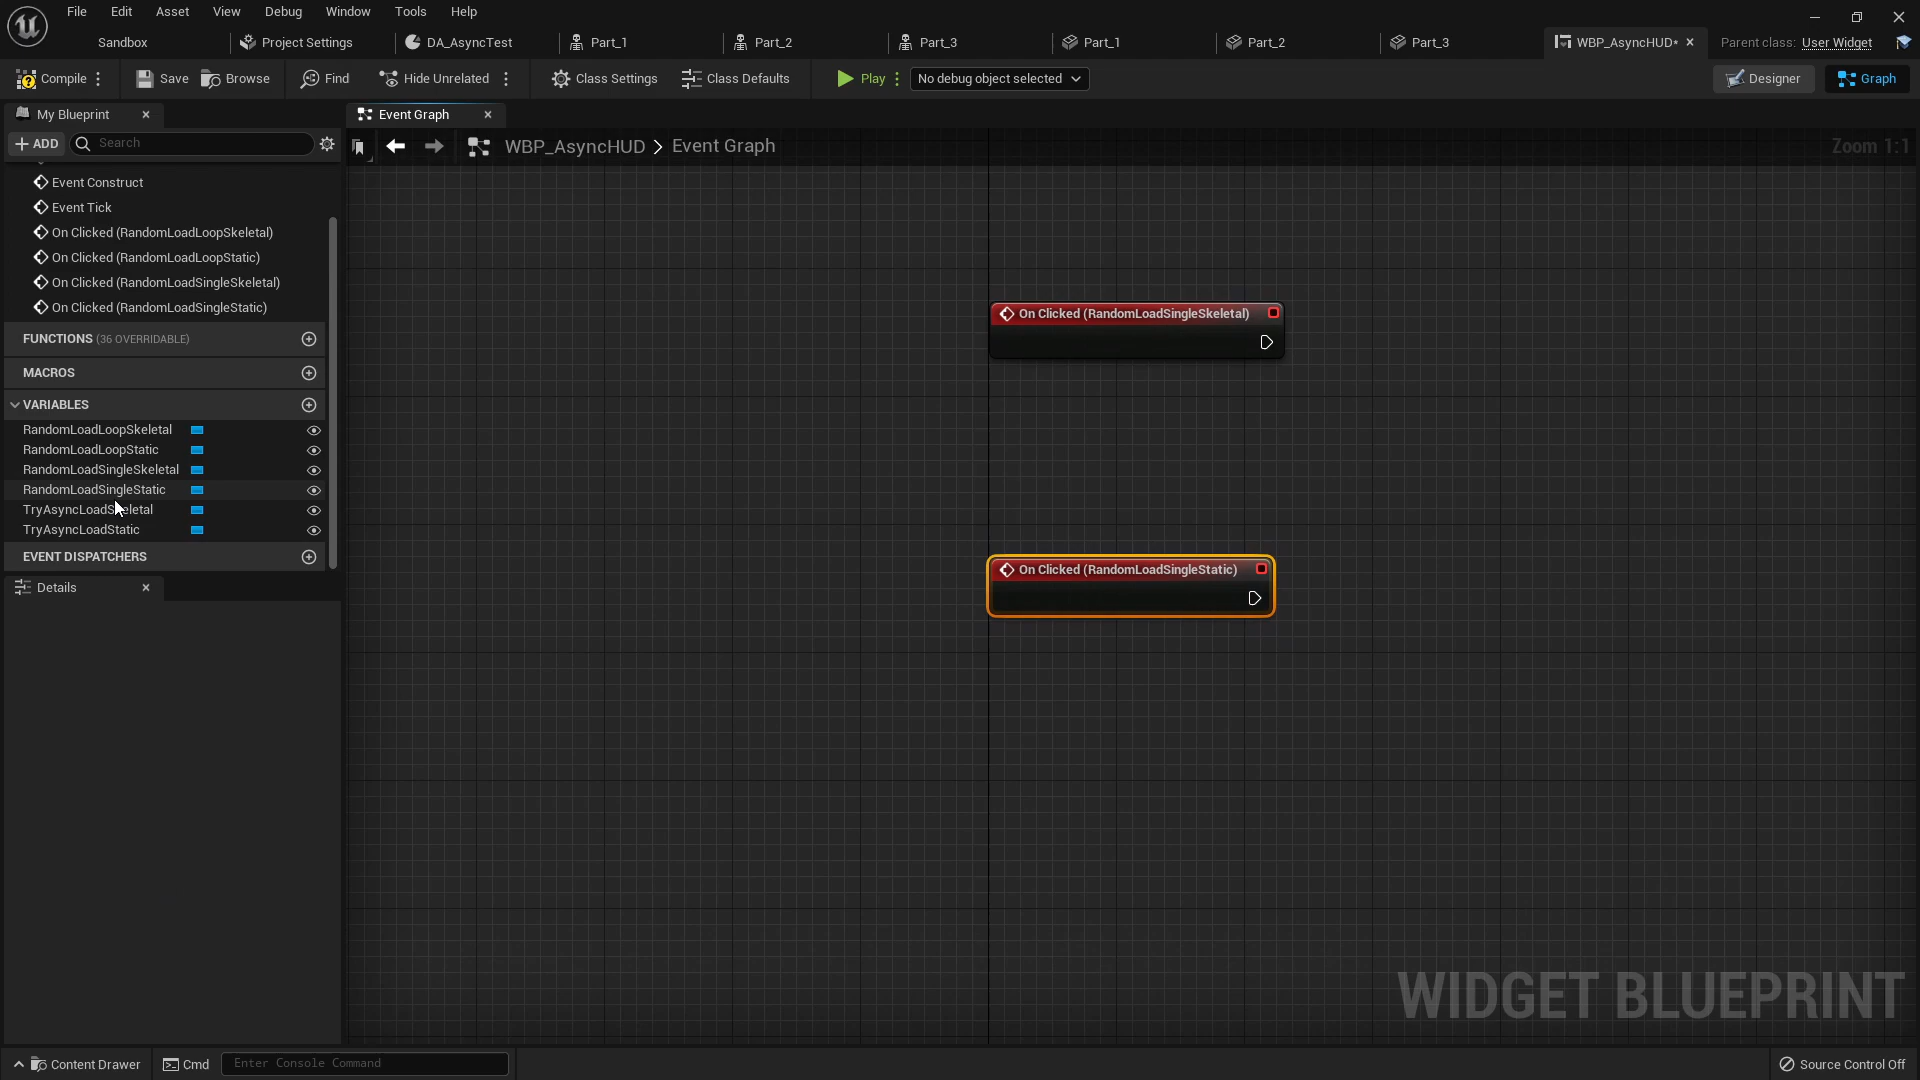 File Edit Asset View Debug Window Tools Help
Sandbox Project Settings DA_AsyncTest Part_1 Part_2 Part_3 Part_1 Part_2 Part_3 WBP_AsyncHUD* Parent class: User Widget
Compile Save Browse Find Hide Unrelated Class Settings Class Defaults Play No debug object selected Designer Graph
My Blueprint Event Graph
ADD Search WBP_AsyncHUD > Event Graph Zoom 1:1
Event Construct
Event Tick
On Clicked (RandomLoadLoopSkeletal)
On Clicked (RandomLoadLoopStatic)
On Clicked (RandomLoadSingleSkeletal)
On Clicked (RandomLoadSingleStatic)
FUNCTIONS (36 OVERRIDABLE)
MACROS
VARIABLES
RandomLoadLoopSkeletal
RandomLoadLoopStatic
RandomLoadSingleSkeletal
RandomLoadSingleStatic
TryAsyncLoadSkeletal
TryAsyncLoadStatic
EVENT DISPATCHERS
Details
On Clicked (RandomLoadSingleSkeletal)
On Clicked (RandomLoadSingleStatic)
WIDGET BLUEPRINT
Content Drawer Cmd Enter Console Command Source Control Off